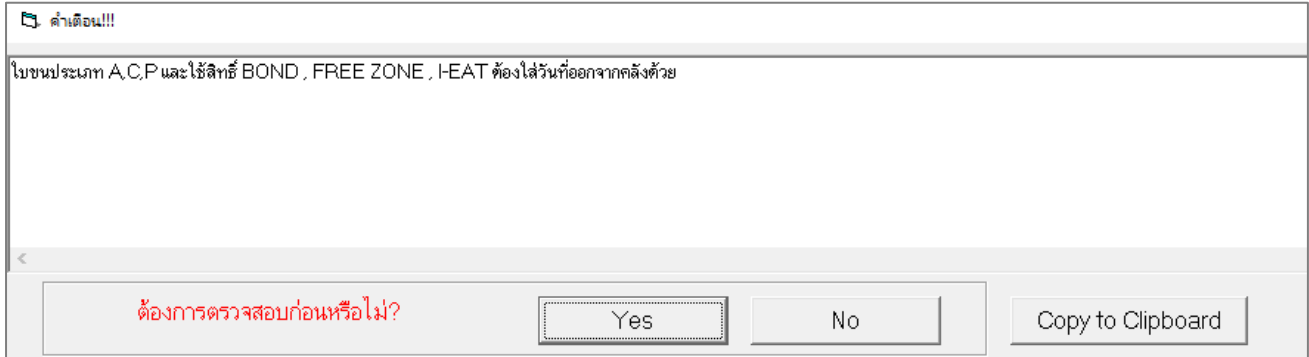 คำเตือน!!!
ใบขนประเภท A,C,P และใช้สิทธิ์ BOND , FREE ZONE , I-EAT ต้องใส่วันที่ออกจากคลังด้วย
ต้องการตรวจสอบก่อนหรือไม่?
Yes
No
Copy to Clipboard